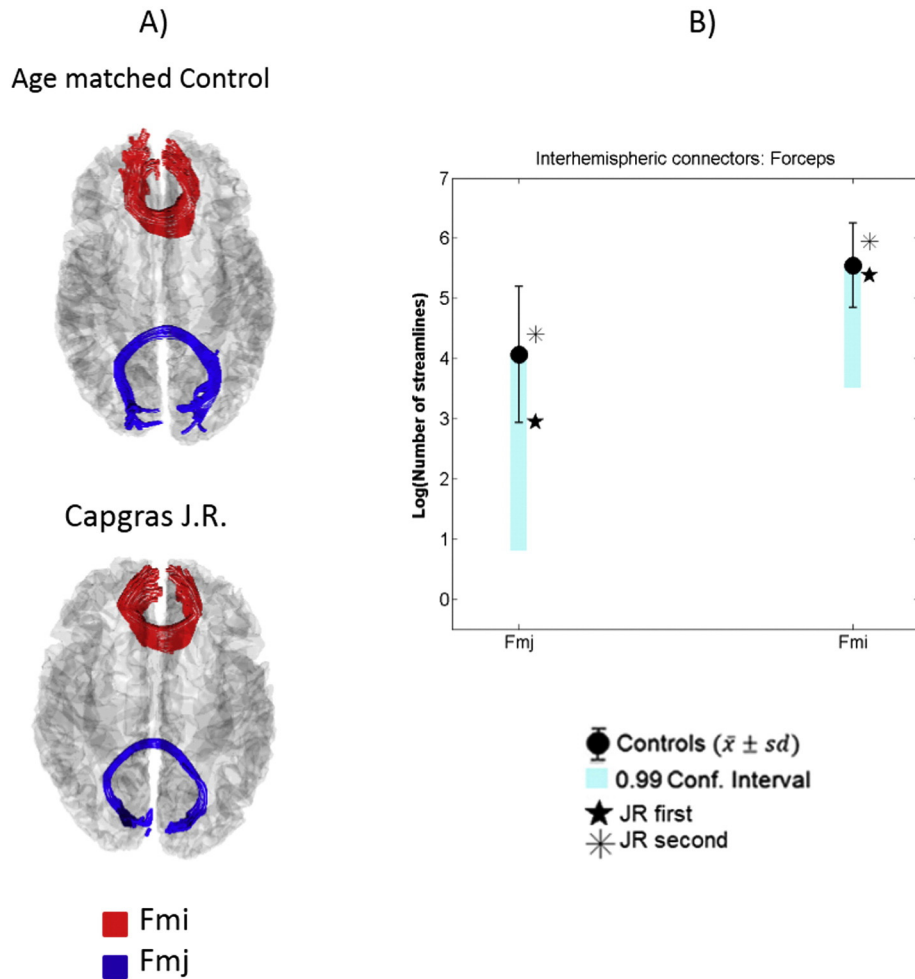 A)
Age matched Control
Capgras J.R.
Fmi
Fmj
B)
Interhemispheric connectors: Forceps
Log(Number of streamlines)
7
6
5
4
3
2
1
0
Fmj
Fmi
Controls (x̄ ± sd)
0.99 Conf. Interval
JR first
JR second